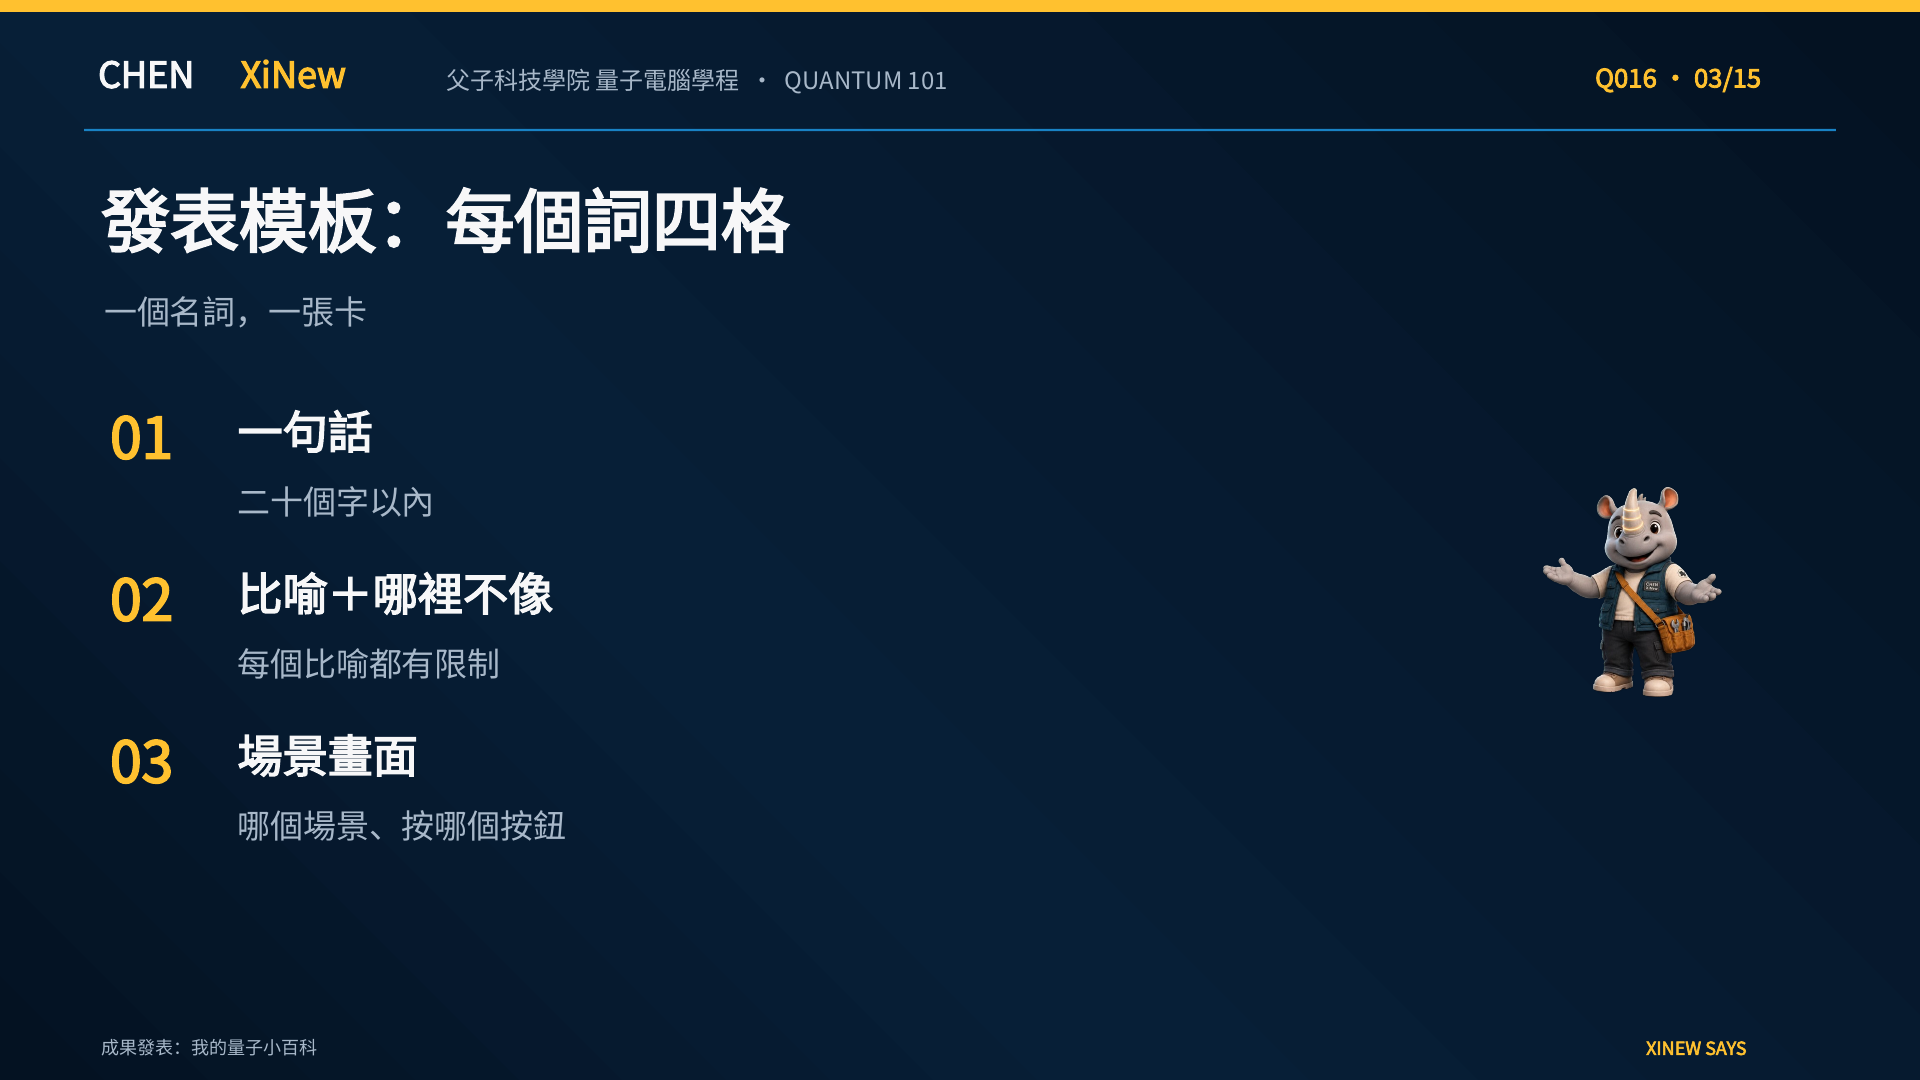 CHEN XiNew 父子科技學院 量子電腦學程 · QUANTUM 101 Q016 · 03/15
發表模板：每個詞四格
一個名詞，一張卡
01 一句話
二十個字以內
02 比喻＋哪裡不像
每個比喻都有限制
03 場景畫面
哪個場景、按哪個按鈕
成果發表：我的量子小百科 XINEW SAYS